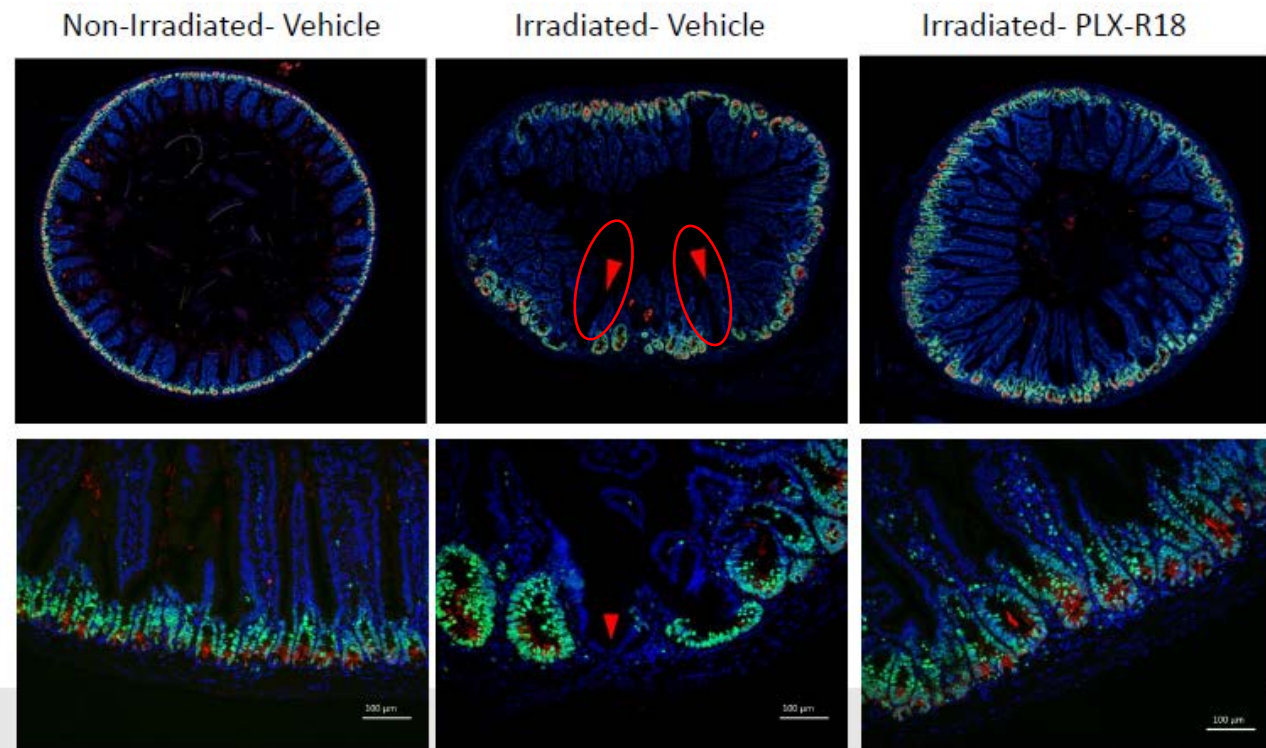 Non-Irradiated- Vehicle
Irradiated- Vehicle
Irradiated- PLX-R18
100 µm
100 µm
100 µm